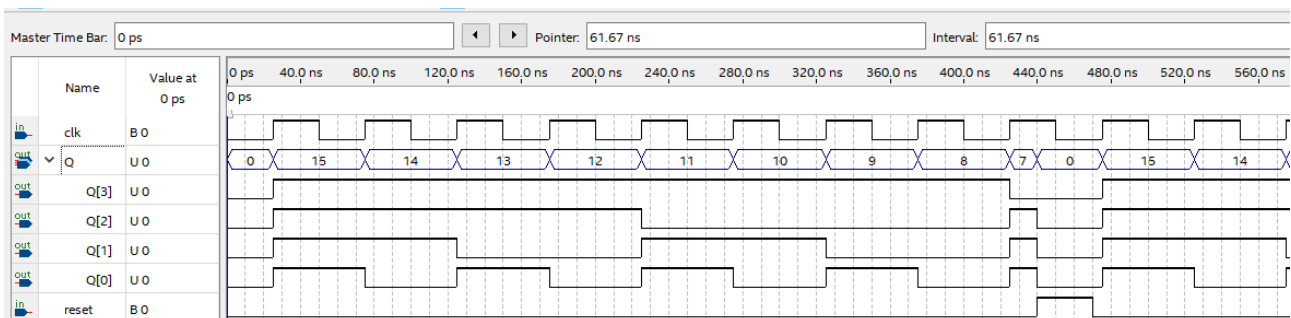 Master Time Bar: 0 ps Pointer: 61.67 ns Interval: 61.67 ns
Name Value at 0 ps 0 ps 40.0 ns 80.0 ns 120.0 ns 160.0 ns 200.0 ns 240.0 ns 280.0 ns 320.0 ns 360.0 ns 400.0 ns 440.0 ns 480.0 ns 520.0 ns 560.0 ns
0 ps
in clk B 0
out Q U 0 0 15 14 13 12 11 10 9 8 7 0 15 14
out Q[3] U 0
out Q[2] U 0
out Q[1] U 0
out Q[0] U 0
in reset B 0